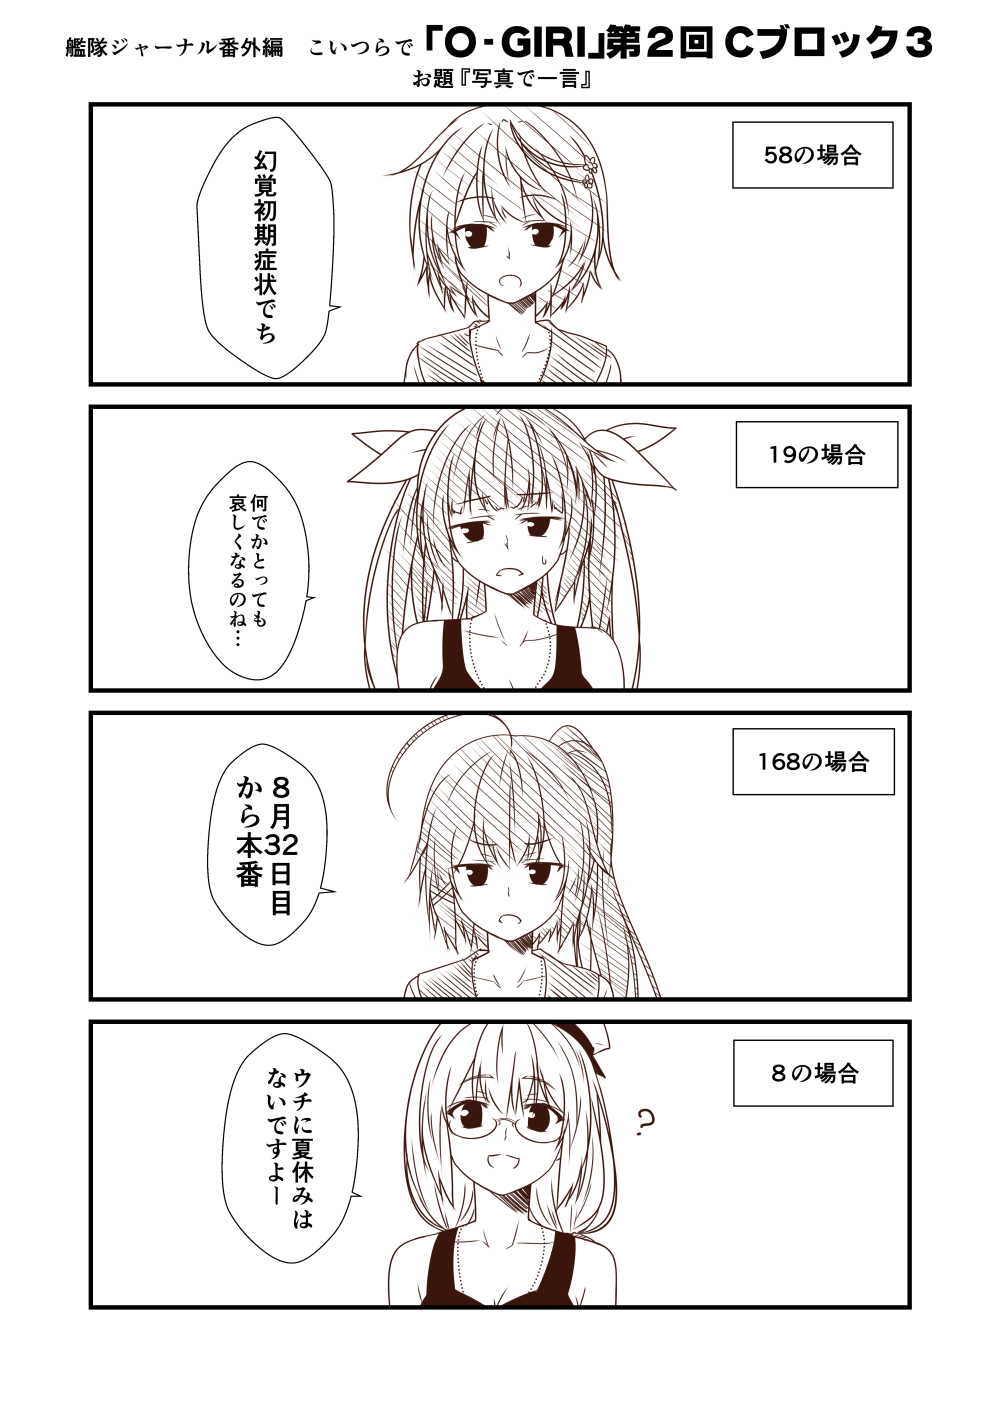 艦隊ジャーナル番外編　こいつらで「O-GIRI」第２回 Cブロック３
お題『写真で一言』
58の場合
幻覚初期症状でち
19の場合
何でかとっても
哀しくなるのね…
168の場合
８月32日目
から本番
８の場合
？
ウチに夏休みは
ないですよー